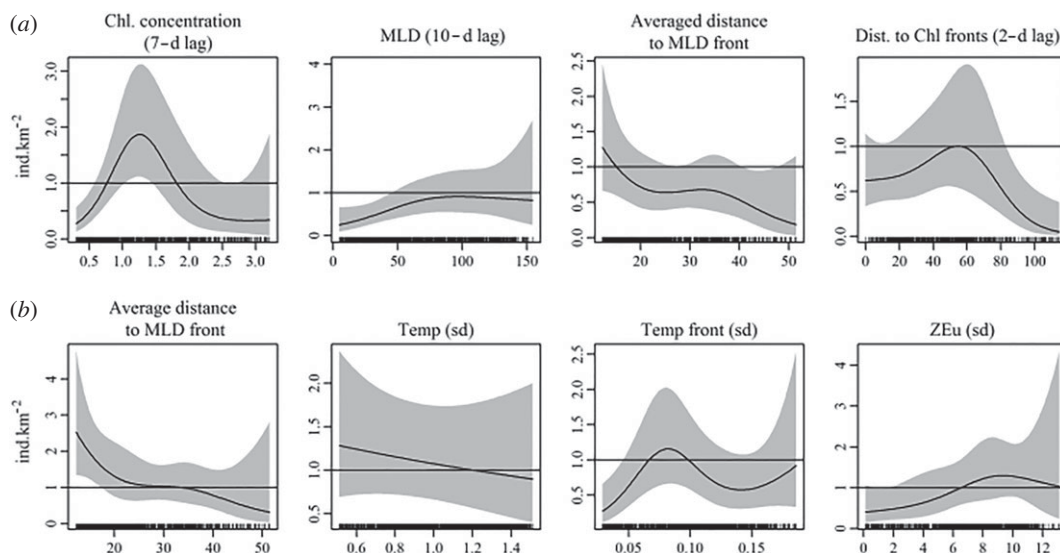 (a)
Chl. concentration
(7-d lag)
MLD (10-d lag)
Averaged distance
to MLD front
Dist. to Chl fronts (2-d lag)
ind.km-2
0.0 1.0 2.0 3.0
0,5 1.0 1.5 2.0 2.5 3.0
0 1 2 3 4
0 50 100 150
0.0 0.5 1.0 1.5 2.0 2.5
20 30 40 50
0.0 0.5 1.0 1.5
0 20 40 60 80 100
(b)
Average distance
to MLD front
Temp (sd)
Temp front (sd)
ZEu (sd)
ind.km-2
0 1 2 3 4
20 30 40 50
0.5 1.0 1.5 2.0
0.6 0.8 1.0 1.2 1.4
0.0 0.5 1.0 1.5 2.0 2.5
0.05 0.10 0.15
0 1 2 3 4
0 2 4 6 8 10 12